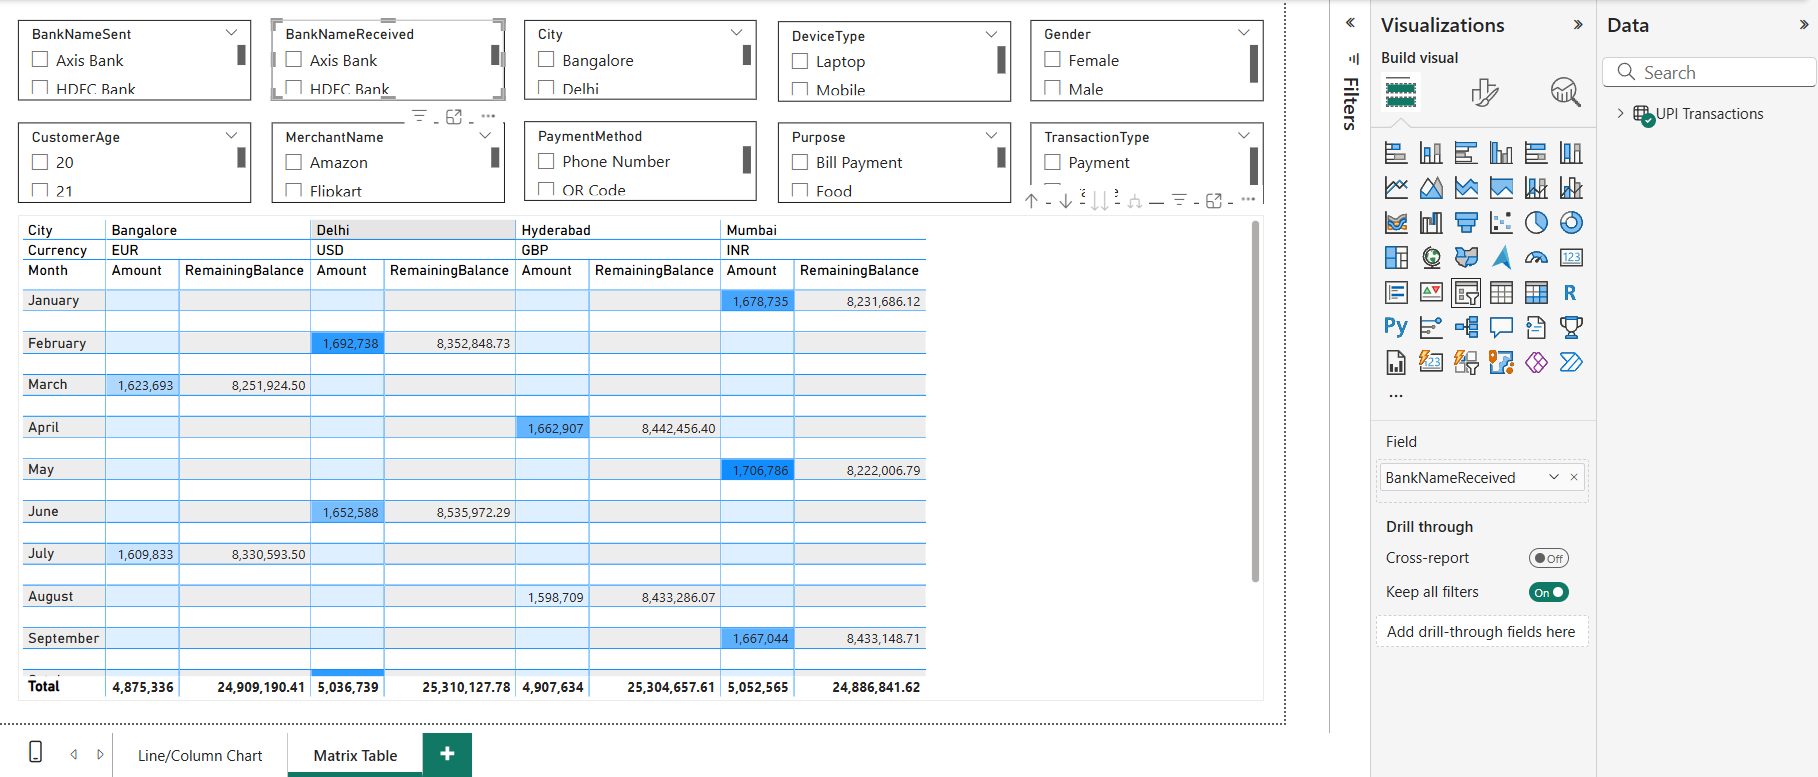 BankNameSent
Axis Bank
HDFC Bank
BankNameReceived
Axis Bank
HDFC Bank
City
Bangalore
Delhi
DeviceType
Laptop
Mobile
Gender
Female
Male
CustomerAge
20
21
MerchantName
Amazon
Flipkart
PaymentMethod
Phone Number
QR Code
Purpose
Bill Payment
Food
TransactionType
Payment
City Bangalore Delhi Hyderabad Mumbai
Currency EUR USD GBP INR
Month Amount RemainingBalance Amount RemainingBalance Amount RemainingBalance Amount RemainingBalance
January 1,678,735 8,231,686.12
February 1,692,738 8,352,848.73
March 1,623,693 8,251,924.50
April 1,662,907 8,442,456.40
May 1,706,786 8,222,006.79
June 1,652,588 8,535,972.29
July 1,609,833 8,330,593.50
August 1,598,709 8,433,286.07
September 1,667,044 8,433,148.71
Total 4,875,336 24,909,190.41 5,036,739 25,310,127.78 4,907,634 25,304,657.61 5,052,565 24,886,841.62
Line/Column Chart
Matrix Table
+
Filters
Visualizations
Build visual
123
R
Py
123
...
Field
BankNameReceived
Drill through
Cross-report Off
Keep all filters On
Add drill-through fields here
Data
Search
UPI Transactions